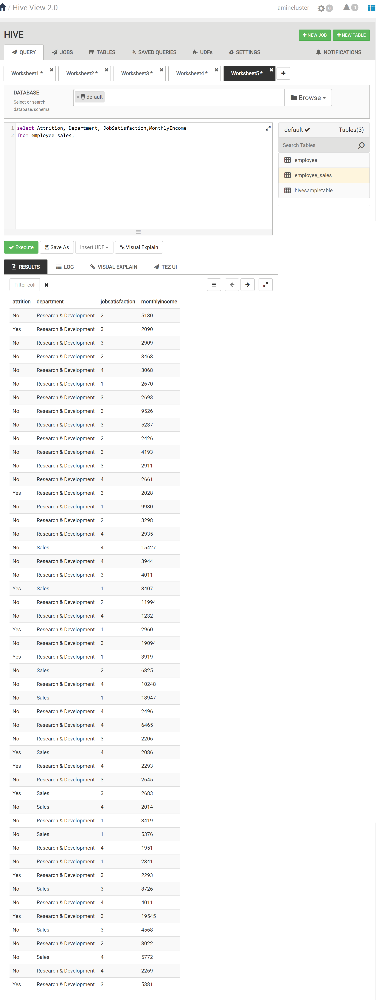 / Hive View 2.0 amincluster 0 0
HIVE + NEW JOB + NEW TABLE
QUERY JOBS TABLES SAVED QUERIES UDFs SETTINGS NOTIFICATIONS
Worksheet1 * Worksheet2 * Worksheet3 * Worksheet4 * Worksheet5 * +
DATABASE
Select or search
database/schema
× default Browse
1 select Attrition, Department, JobSatisfaction,MonthlyIncome
2 from employee_sales;
default Tables(3)
Search Tables
employee
employee_sales
hivesampletable
Execute Save As Insert UDF Visual Explain
RESULTS LOG VISUAL EXPLAIN TEZ UI
Filter colu
attrition department jobsatisfaction monthlyincome
No Research & Development 2 5130
Yes Research & Development 3 2090
No Research & Development 3 2909
No Research & Development 2 3468
No Research & Development 4 3068
No Research & Development 1 2670
No Research & Development 3 2693
No Research & Development 3 9526
No Research & Development 3 5237
No Research & Development 2 2426
No Research & Development 3 4193
No Research & Development 3 2911
No Research & Development 4 2661
Yes Research & Development 3 2028
No Research & Development 1 9980
No Research & Development 2 3298
No Research & Development 4 2935
No Sales 4 15427
No Research & Development 4 3944
No Research & Development 3 4011
Yes Sales 1 3407
No Research & Development 2 11994
No Research & Development 4 1232
Yes Research & Development 1 2960
No Research & Development 3 19094
Yes Research & Development 1 3919
No Sales 2 6825
No Research & Development 4 10248
No Sales 1 18947
No Research & Development 4 2496
No Research & Development 4 6465
No Research & Development 3 2206
Yes Sales 4 2086
Yes Research & Development 4 2293
No Research & Development 3 2645
Yes Sales 3 2683
No Sales 4 2014
No Research & Development 1 3419
No Sales 1 5376
No Research & Development 4 1951
No Research & Development 1 2341
Yes Research & Development 3 2293
No Sales 3 8726
No Research & Development 4 4011
Yes Research & Development 3 19545
No Sales 3 4568
No Research & Development 2 3022
No Sales 4 5772
No Research & Development 4 2269
Yes Research & Development 3 5381